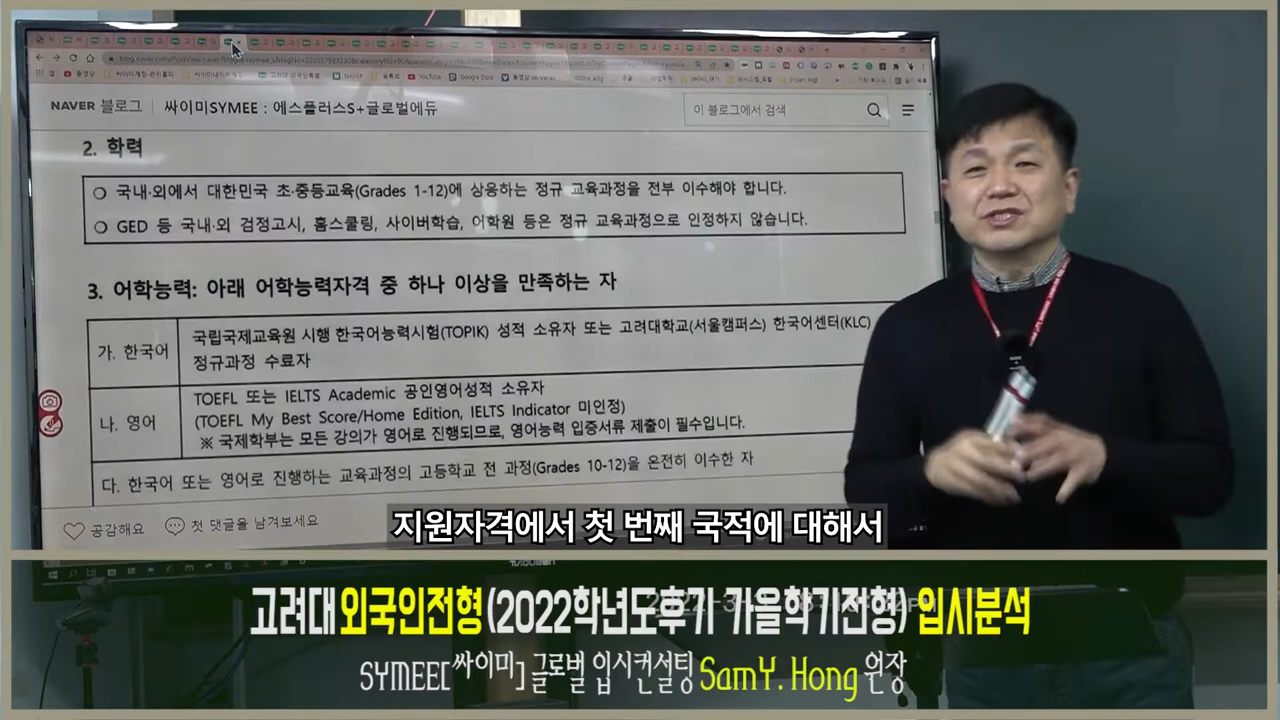 NAVER 블로그 | 싸이미SYMEE : 에스플러스S+글로벌에듀
이 블로그에서 검색
2. 학력
○ 국내·외에서 대한민국 초·중등교육(Grades 1-12)에 상응하는 정규 교육과정을 전부 이수해야 합니다.
○ GED 등 국내·외 검정고시, 홈스쿨링, 사이버학습, 어학원 등은 정규 교육과정으로 인정하지 않습니다.
3. 어학능력: 아래 어학능력자격 중 하나 이상을 만족하는 자
가. 한국어
국립국제교육원 시행 한국어능력시험(TOPIK) 성적 소유자 또는 고려대학교(서울캠퍼스) 한국어센터(KLC)
정규과정 수료자
나. 영어
TOEFL 또는 IELTS Academic 공인영어성적 소유자
(TOEFL My Best Score/Home Edition, IELTS Indicator 미인정)
※ 국제학부는 모든 강의가 영어로 진행되므로, 영어능력 입증서류 제출이 필수입니다.
다. 한국어 또는 영어로 진행하는 교육과정의 고등학교 전 과정(Grades 10-12)을 온전히 이수한 자
공감해요
첫 댓글을 남겨보세요
지원자격에서 첫 번째 국적에 대해서
고려대 외국인전형(2022학년도후기 가을학기전형) 입시분석
SYMEE[싸이미] 글로벌 입시컨설팅 Sam Y. Hong 원장